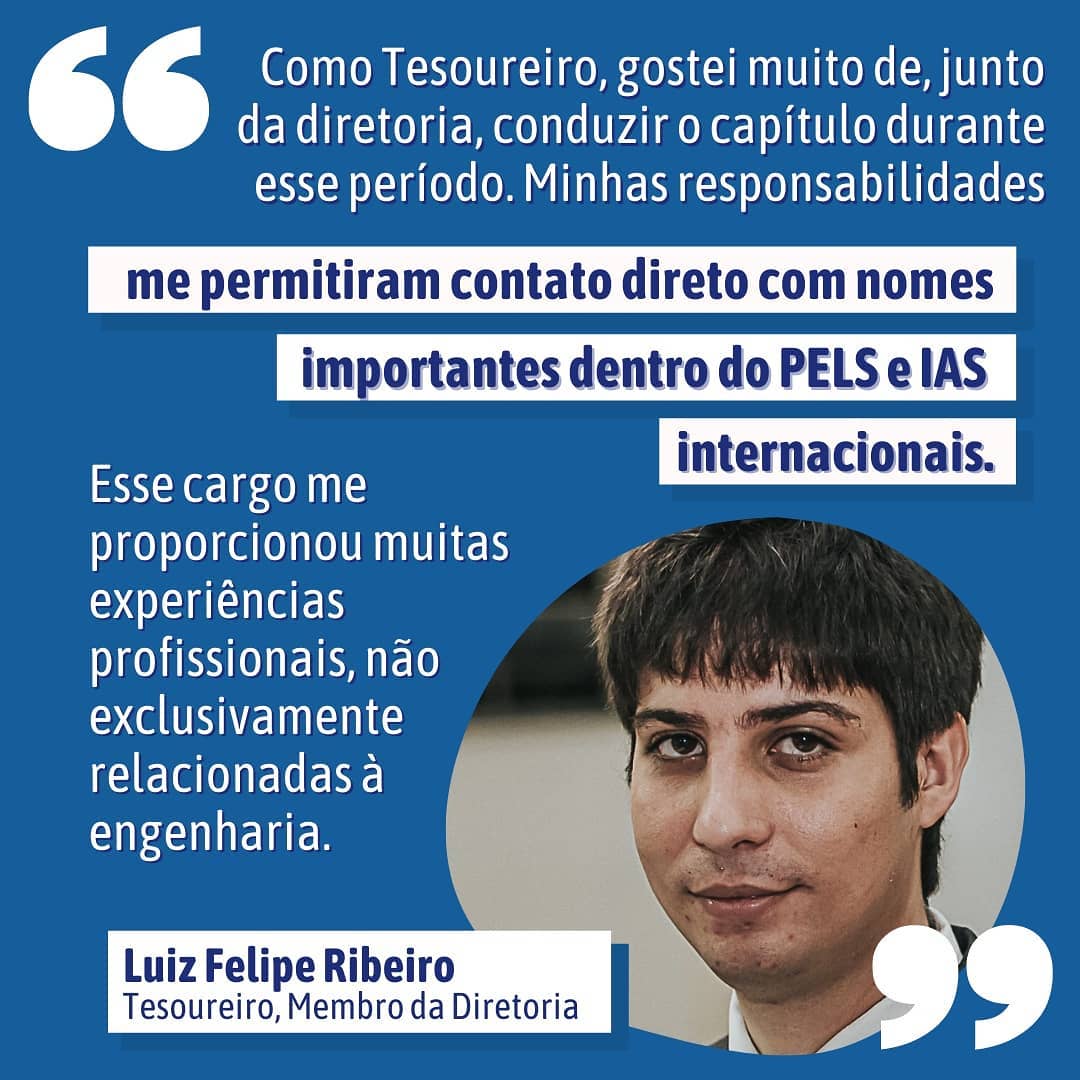 Como Tesoureiro, gostei muito de, junto
da diretoria, conduzir o capítulo durante
esse período. Minhas responsabilidades
me permitiram contato direto com nomes
importantes dentro do PELS e IAS
internacionais.
Esse cargo me
proporcionou muitas
experiências
profissionais, não
exclusivamente
relacionadas à
engenharia.
Luiz Felipe Ribeiro
Tesoureiro, Membro da Diretoria